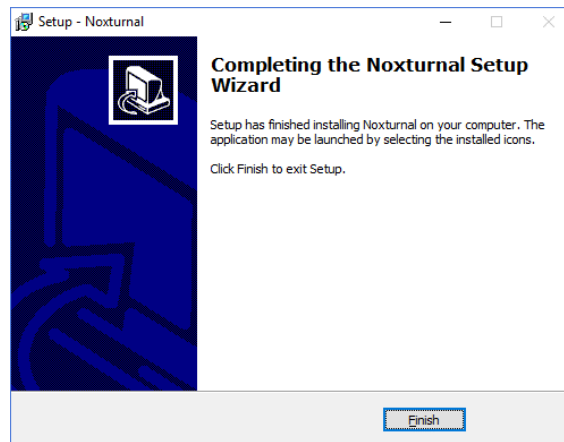 Setup - Noxturnal
Completing the Noxturnal Setup
Wizard
Setup has finished installing Noxturnal on your computer. The
application may be launched by selecting the installed icons.
Click Finish to exit Setup.
Finish